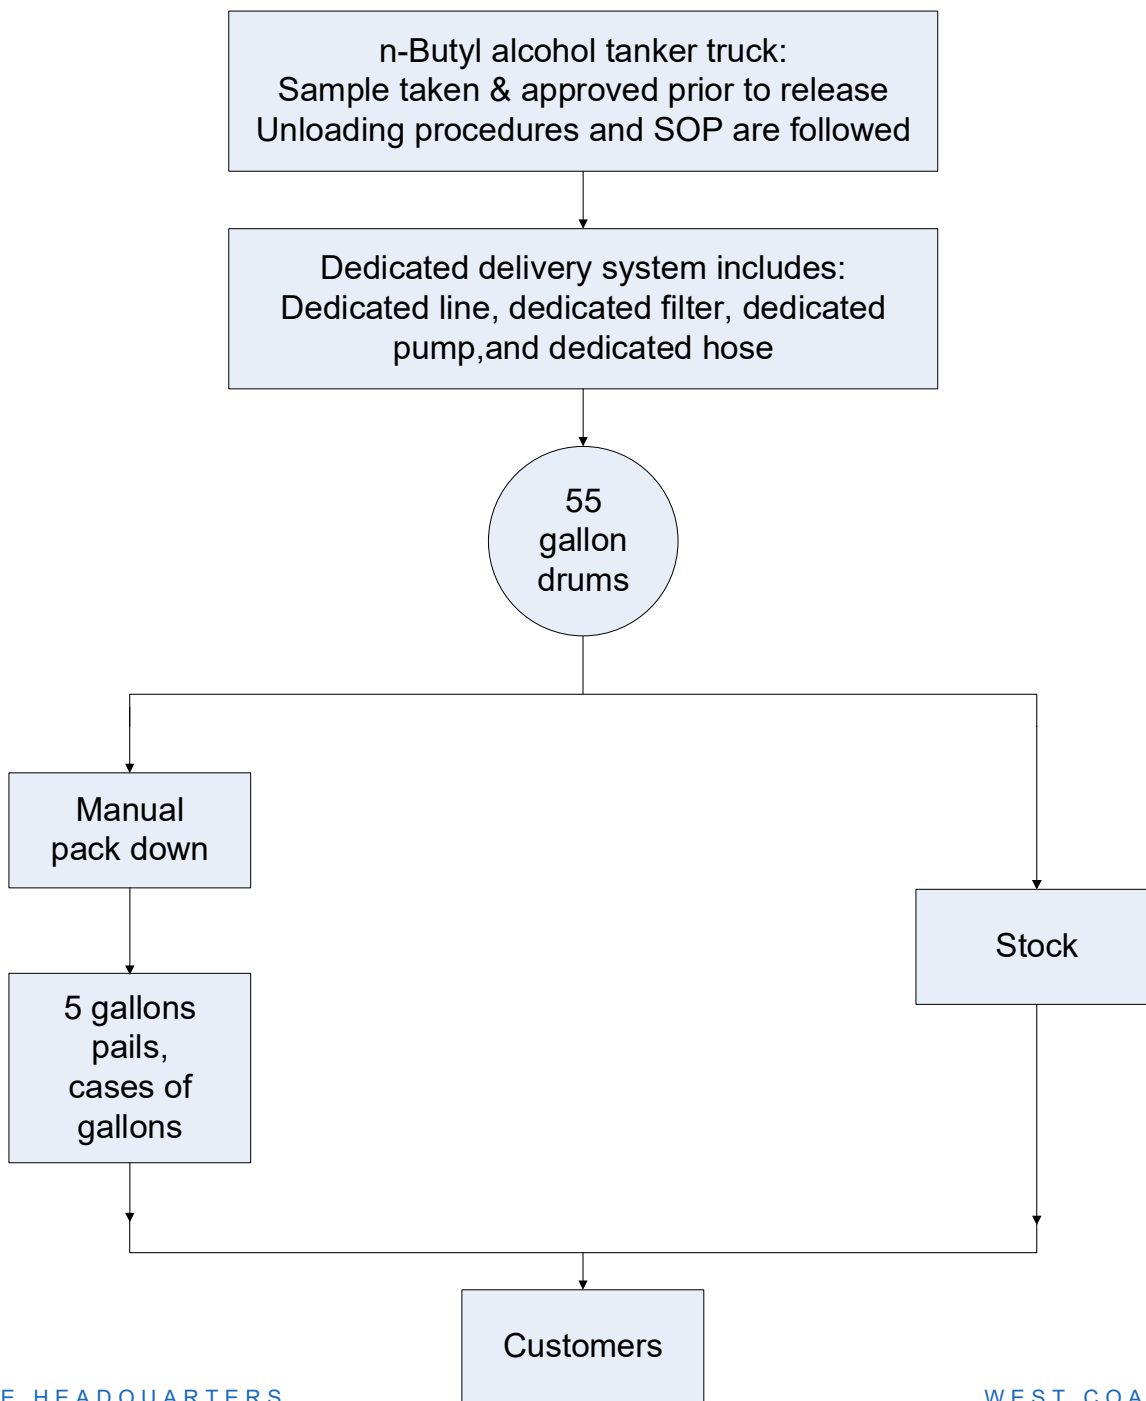 n-Butyl alcohol tanker truck:
Sample taken & approved prior to release
Unloading procedures and SOP are followed
Dedicated delivery system includes:
Dedicated line, dedicated filter, dedicated
pump,and dedicated hose
55
gallon
drums
Manual
pack down
Stock
5 gallons
pails,
cases of
gallons
Customers
HEADQUARTERS
WEST